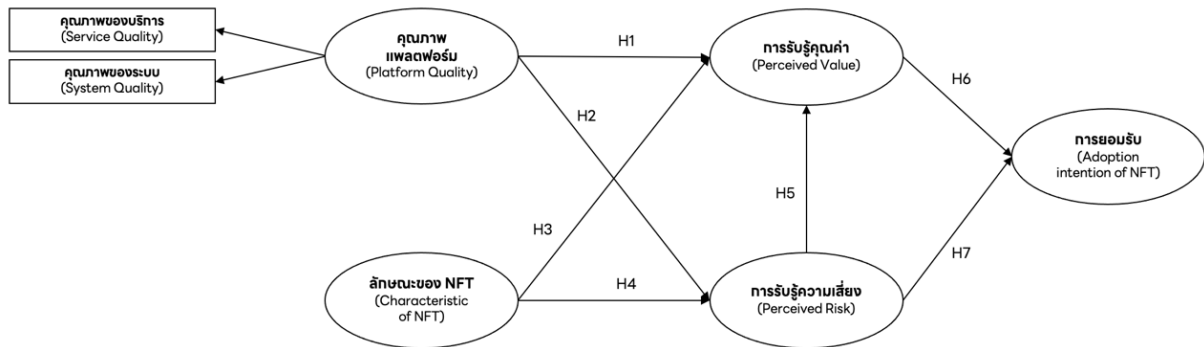 คุณภาพของบริการ
(Service Quality)
คุณภาพของระบบ
(System Quality)
คุณภาพ
แพลตฟอร์ม
(Platform Quality)
H1
การรับรู้คุณค่า
(Perceived Value)
H6
H2
การยอมรับ
(Adoption
intention of NFT)
H5
H3
H7
ลักษณะของ NFT
(Characteristic
of NFT)
H4
การรับรู้ความเสี่ยง
(Perceived Risk)